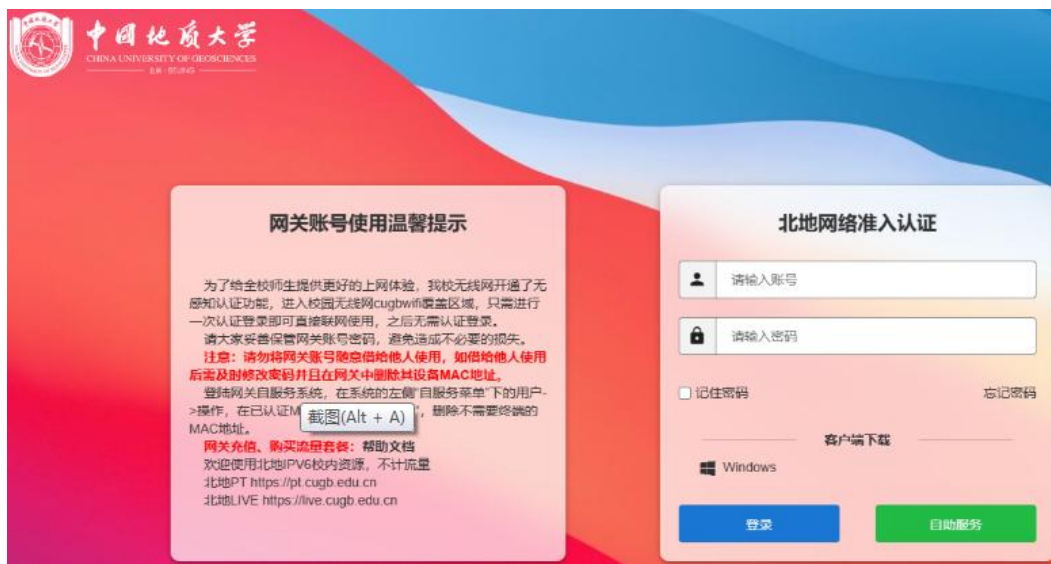 中国地质大学
CHINA UNIVERSITY OF GEOSCIENCES
北京·BEIJING
网关账号使用温馨提示
为了给全校师生提供更好的上网体验，我校无线网开通了无
感知认证功能，进入校园无线网cugbwifi覆盖区域，只需进行
一次认证登录即可直接联网使用，之后无需认证登录。
请大家妥善保管网关账号密码，避免造成不必要的损失。
注意：请勿将网关账号随意借给他人使用，如借给他人使用
后需及时修改密码并且在网关中删除其设备MAC地址。
登陆网关自服务系统，在系统的左侧"自服务菜单"下的用户-
>操作，在已认证M
截图(Alt + A)
"，删除不需要终端的
MAC地址。
网关充值、购买流量套餐：帮助文档
欢迎使用北地IPV6校内资源，不计流量
北地PT https://pt.cugb.edu.cn
北地LIVE https://live.cugb.edu.cn
北地网络准入认证
请输入账号
请输入密码
记住密码 忘记密码
客户端下载
Windows
登录 自助服务